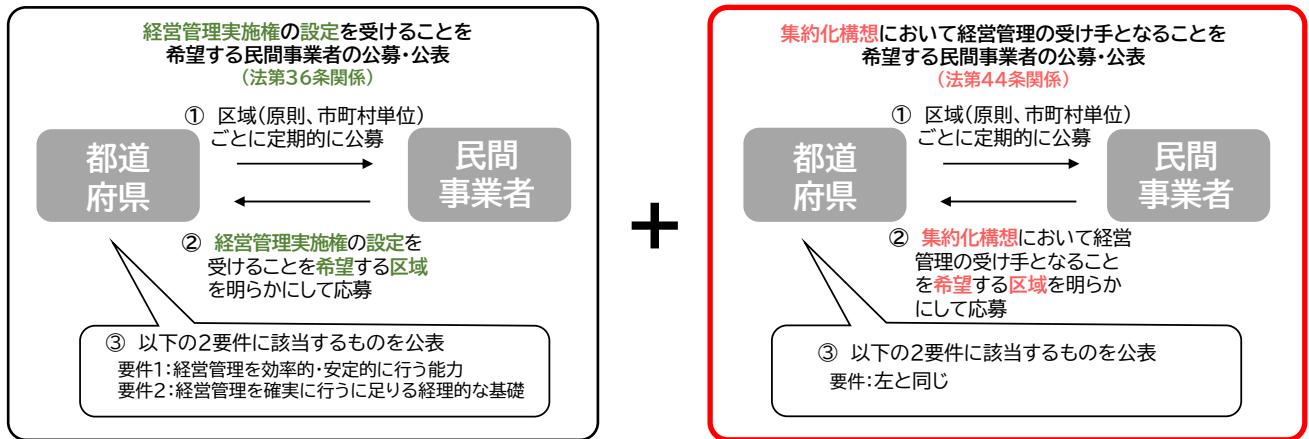 経営管理実施権の設定を受けることを
希望する民間事業者の公募・公表
(法第36条関係)
① 区域(原則、市町村単位)
ごとに定期的に公募
都道
府県
民間
事業者
② 経営管理実施権の設定を
受けることを希望する区域
を明らかにして応募
③ 以下の2要件に該当するものを公表
要件1:経営管理を効率的・安定的に行う能力
要件2:経営管理を確実に行うに足りる経理的な基礎
+
集約化構想において経営管理の受け手となることを
希望する民間事業者の公募・公表
(法第44条関係)
① 区域(原則、市町村単位)
ごとに定期的に公募
都道
府県
民間
事業者
② 集約化構想において経営
管理の受け手となること
を希望する区域を明らか
にして応募
③ 以下の2要件に該当するものを公表
要件:左と同じ